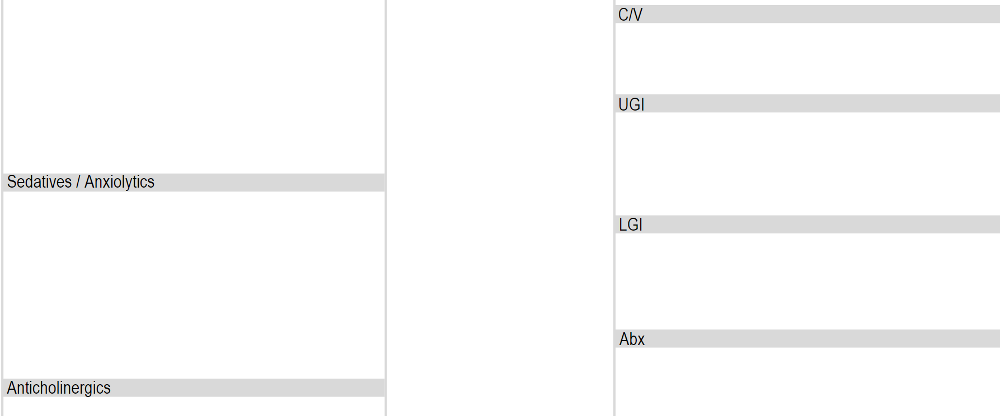 Sedatives / Anxiolytics
Anticholinergics
C/V
UGI
LGI
Abx